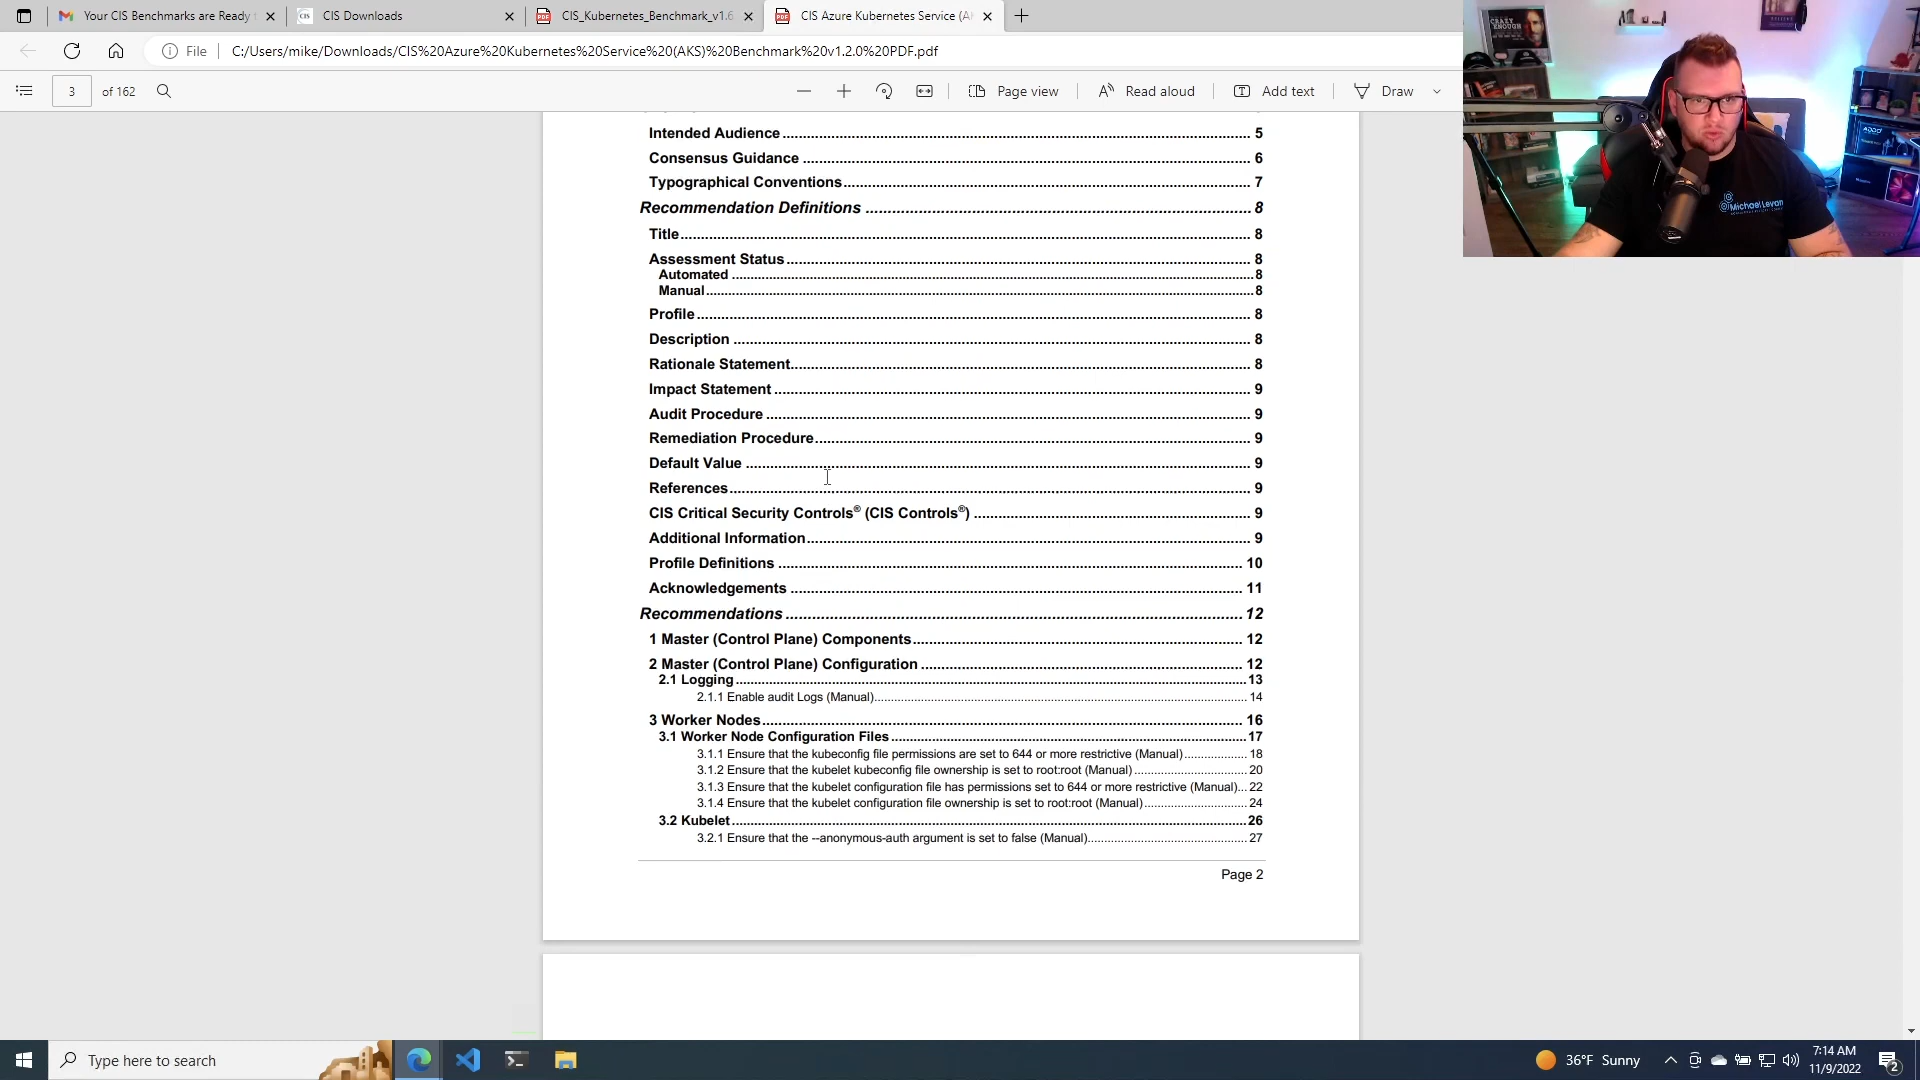 Your CIS Benchmarks are Ready
CIS Downloads
CIS_Kubernetes_Benchmark_v1.6
CIS Azure Kubernetes Service (A
File
C:/Users/mike/Downloads/CIS%20Azure%20Kubernetes%20Service%20(AKS)%20Benchmark%20v1.2.0%20PDF.pdf
3 of 162
Page view
Read aloud
Add text
Draw
Intended Audience 5
Consensus Guidance 6
Typographical Conventions 7
Recommendation Definitions 8
Title 8
Assessment Status 8
Automated 8
Manual 8
Profile 8
Description 8
Rationale Statement 8
Impact Statement 9
Audit Procedure 9
Remediation Procedure 9
Default Value 9
References 9
CIS Critical Security Controls® (CIS Controls®) 9
Additional Information 9
Profile Definitions 10
Acknowledgements 11
Recommendations 12
1 Master (Control Plane) Components 12
2 Master (Control Plane) Configuration 12
2.1 Logging 13
2.1.1 Enable audit Logs (Manual) 14
3 Worker Nodes 16
3.1 Worker Node Configuration Files 17
3.1.1 Ensure that the kubeconfig file permissions are set to 644 or more restrictive (Manual) 18
3.1.2 Ensure that the kubelet kubeconfig file ownership is set to root:root (Manual) 20
3.1.3 Ensure that the kubelet configuration file has permissions set to 644 or more restrictive (Manual) 22
3.1.4 Ensure that the kubelet configuration file ownership is set to root:root (Manual) 24
3.2 Kubelet 26
3.2.1 Ensure that the --anonymous-auth argument is set to false (Manual) 27
Page 2
CRAZY
ENOUGH
Michael Levan
Type here to search
36°F Sunny
7:14 AM
11/9/2022
2